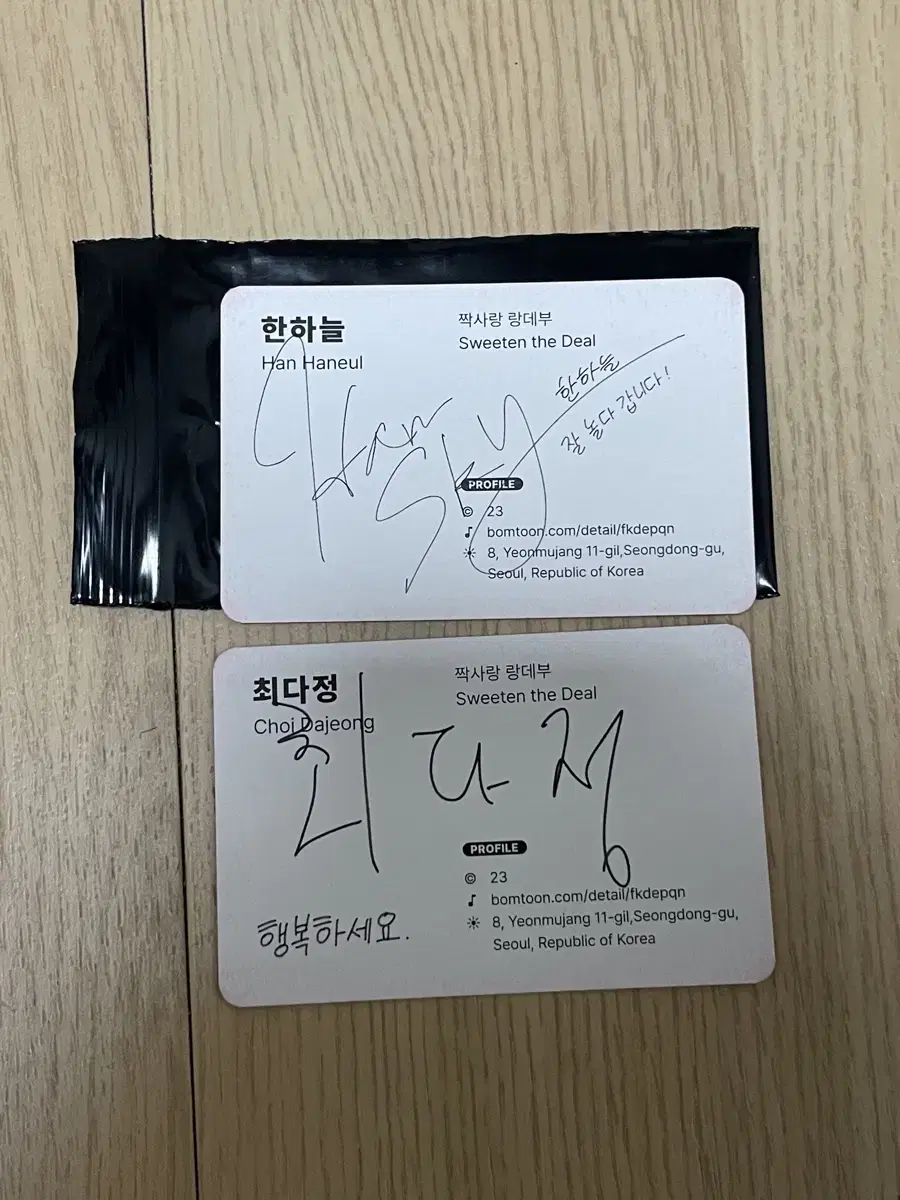 한하늘
Han Haneul
짝사랑 랑데부
Sweeten the Deal
Han
Sky
한하늘
잘 놀다 갑니다!
PROFILE
© 23
♪ bomtoon.com/detail/fkdepqn
☀ 8, Yeonmujang 11-gil,Seongdong-gu,
Seoul, Republic of Korea
최다정
Choi Dajeong
짝사랑 랑데부
Sweeten the Deal
최다정
PROFILE
© 23
♪ bomtoon.com/detail/fkdepqn
☀ 8, Yeonmujang 11-gil,Seongdong-gu,
Seoul, Republic of Korea
행복하세요.